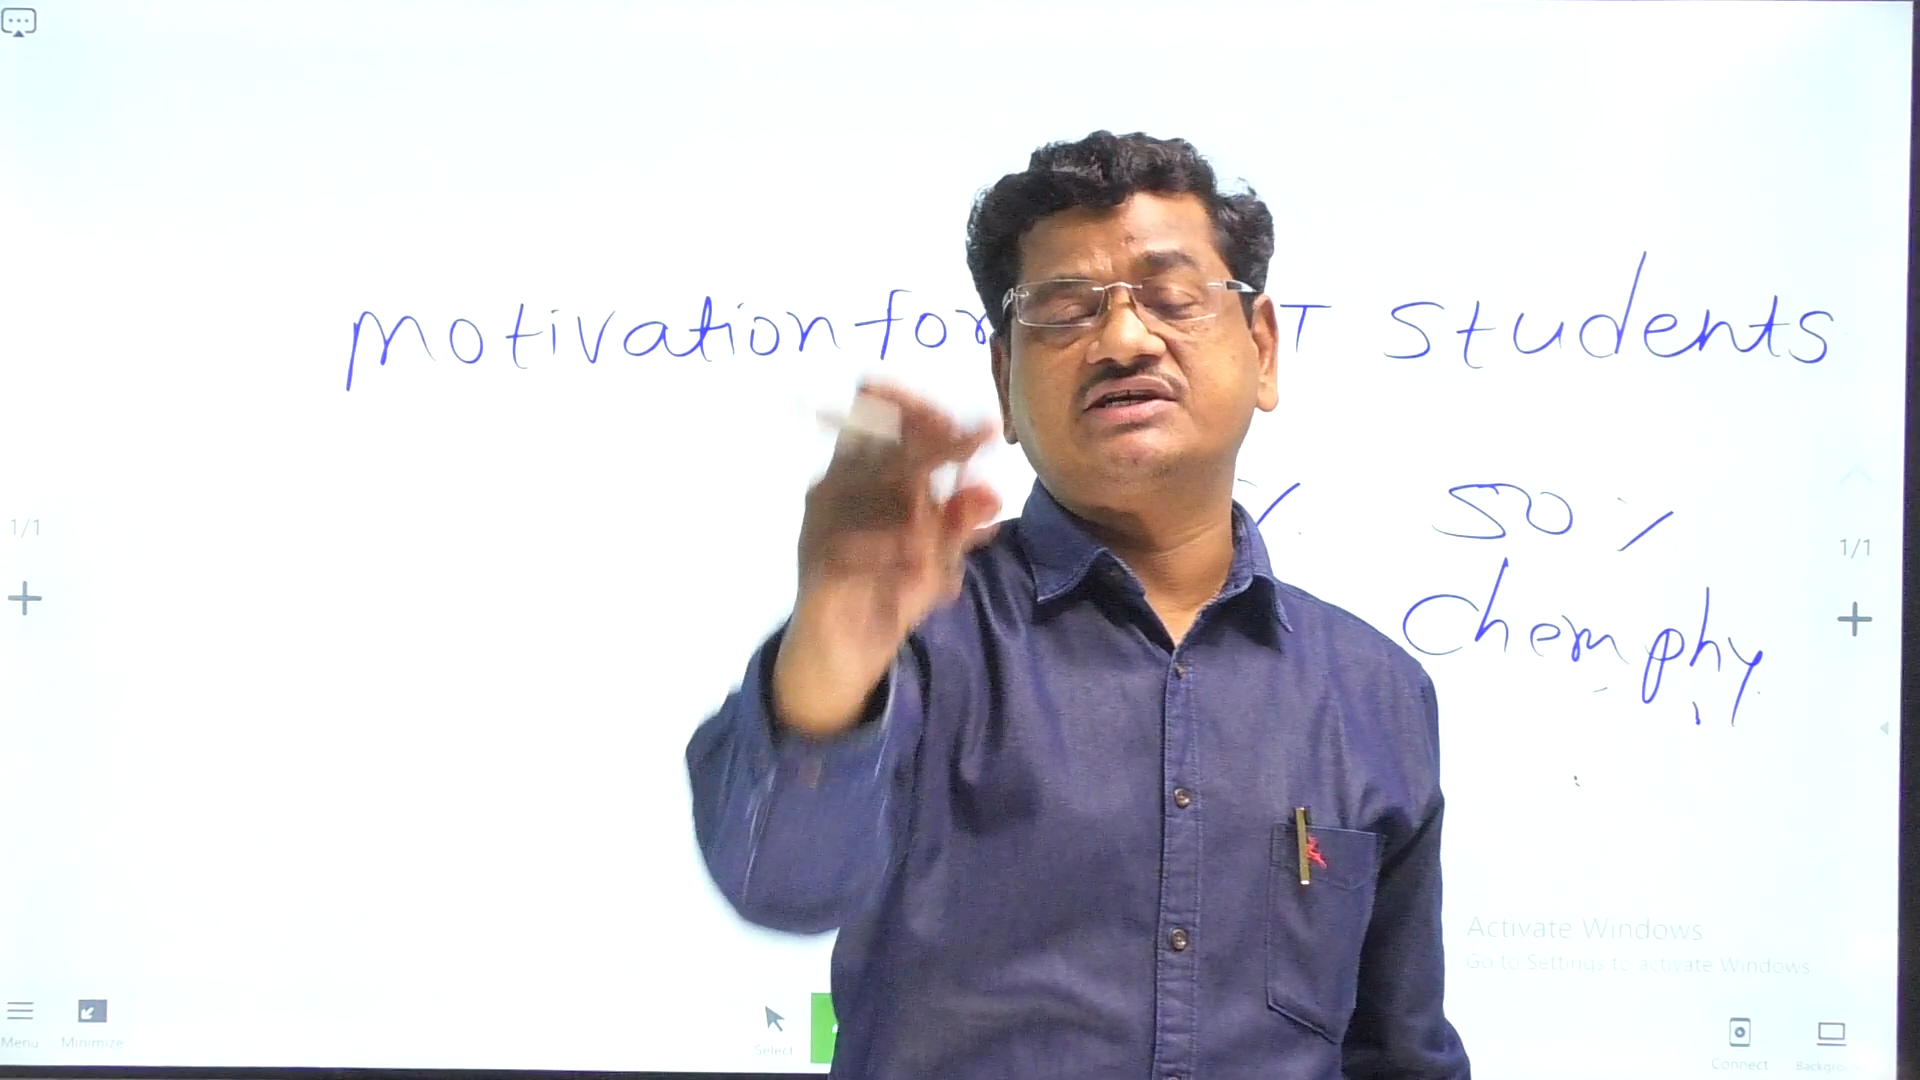 motivation for T Students
% 50 %
Chem phy
1/1
1/1
Activate Windows
Go to Settings to activate Windows
Menu Minimize Select Connect